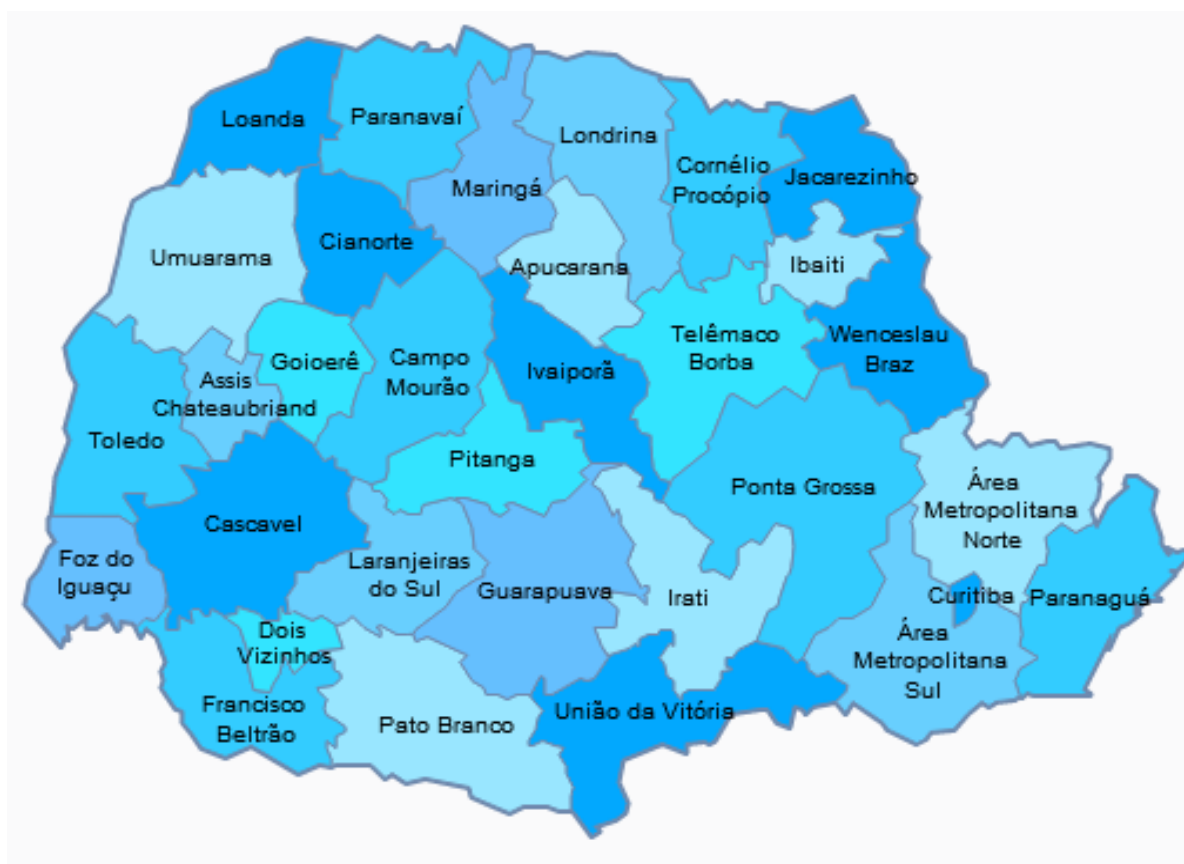 Loanda
Paranavaí
Londrina
Cornélio
Procópio
Jacarezinho
Maringá
Umuarama
Cianorte
Apucarana
Ibaiti
Goioerê
Campo
Mourão
Ivaiporã
Telêmaco
Borba
Wenceslau
Braz
Assis
Chateaubriand
Toledo
Pitanga
Ponta Grossa
Área
Metropolitana
Norte
Cascavel
Foz do
Iguaçu
Laranjeiras
do Sul
Guarapuava
Irati
Curitiba
Paranaguá
Dois
Vizinhos
Área
Metropolitana
Sul
Francisco
Beltrão
Pato Branco
União da Vitória